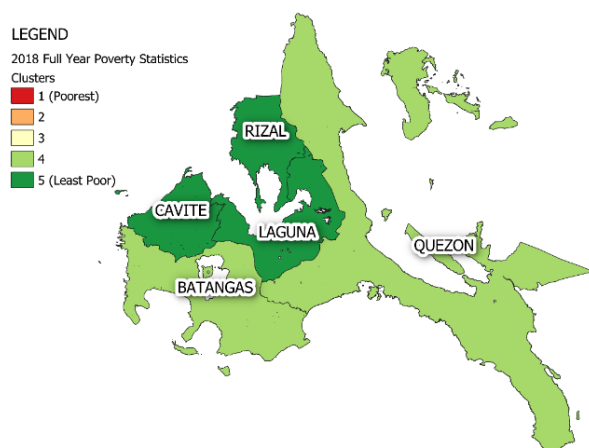 LEGEND
2018 Full Year Poverty Statistics
Clusters
1 (Poorest)
2
3
4
5 (Least Poor)
RIZAL
CAVITE
LAGUNA
QUEZON
BATANGAS